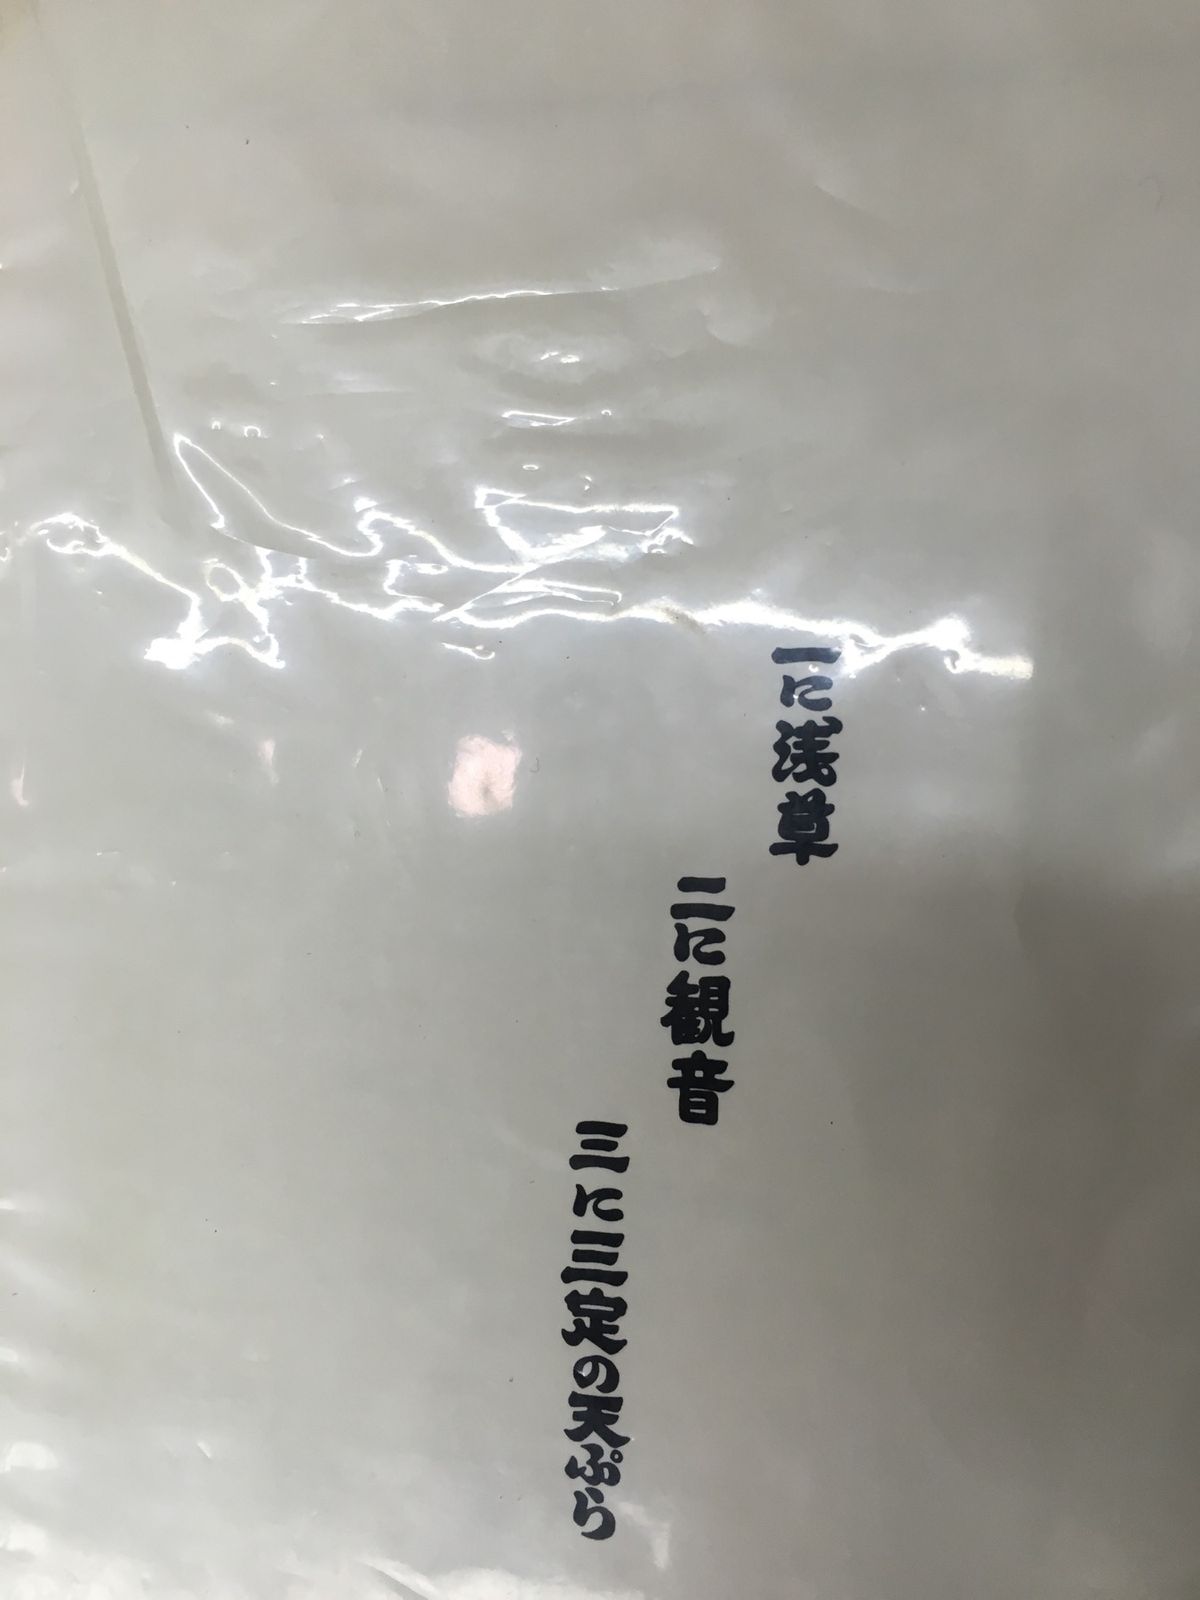 一に浅草
二に観音
三に三定の天ぷら